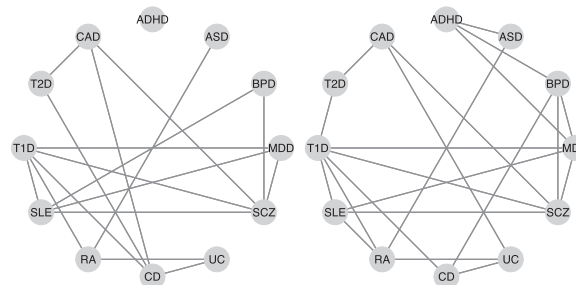 ADHD
CAD
ASD
T2D
BPD
T1D
MDD
SLE
SCZ
RA
UC
CD
ADHD
CAD
ASD
T2D
BPD
T1D
MD
SLE
SCZ
RA
UC
CD